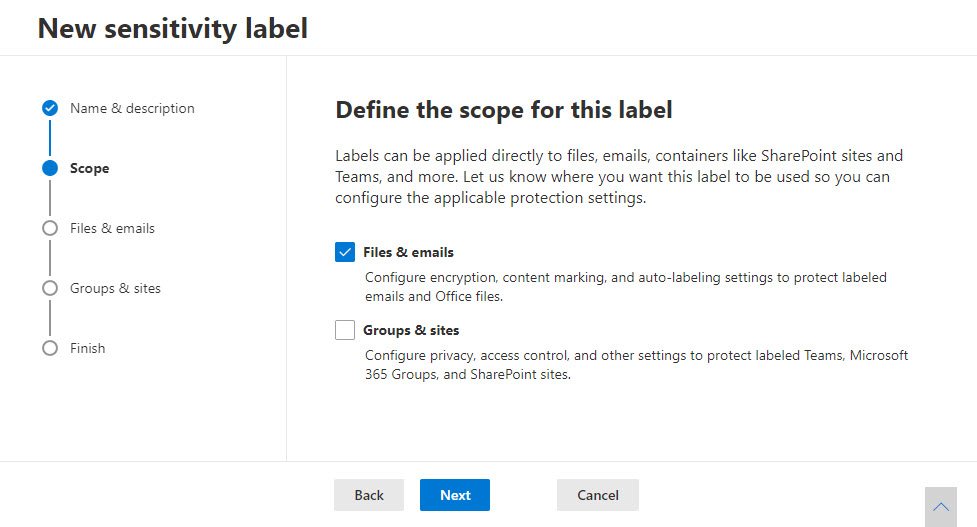 New sensitivity label
Name & description
Scope
Files & emails
Groups & sites
Finish
Define the scope for this label
Labels can be applied directly to files, emails, containers like SharePoint sites and
Teams, and more. Let us know where you want this label to be used so you can
configure the applicable protection settings.
Files & emails
Configure encryption, content marking, and auto-labeling settings to protect labeled
emails and Office files.
Groups & sites
Configure privacy, access control, and other settings to protect labeled Teams, Microsoft
365 Groups, and SharePoint sites.
Back
Next
Cancel